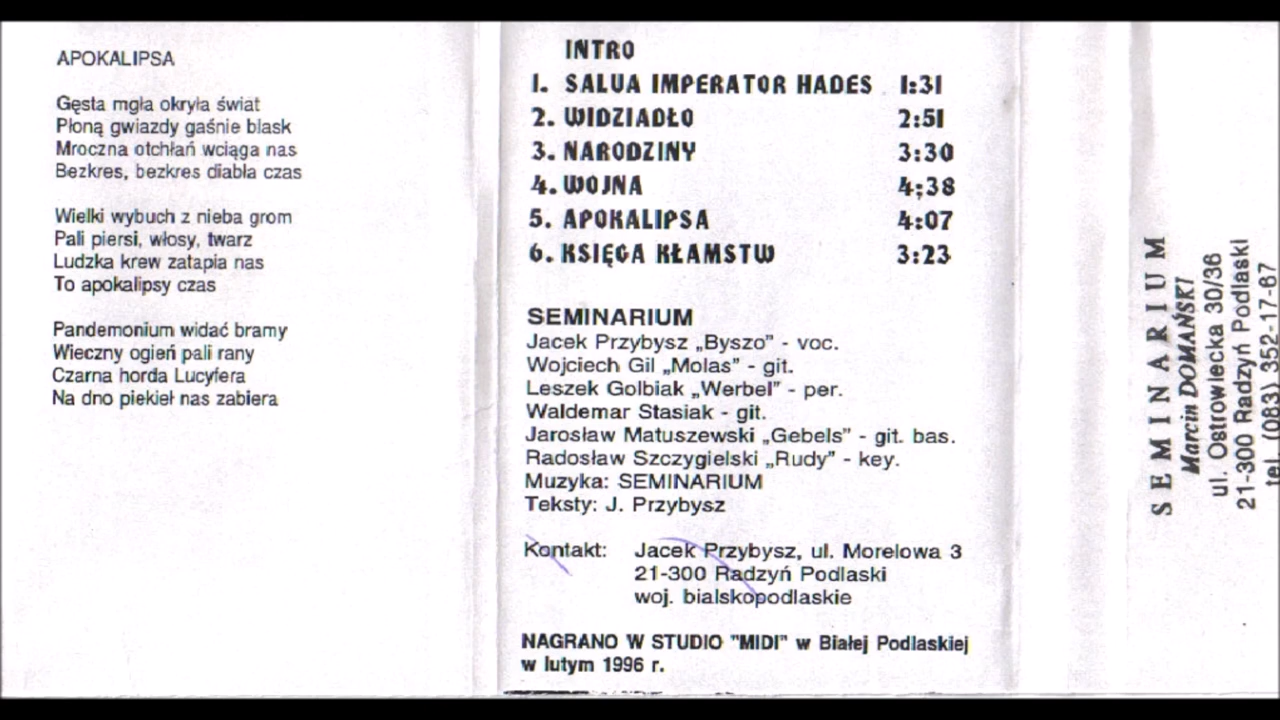 APOKALIPSA
Gęsta mgła okryła świat
Płoną gwiazdy gaśnie blask
Mroczna otchłań wciąga nas
Bezkres, bezkres diabla czas
Wielki wybuch z nieba grom
Pali piersi, włosy, twarz
Ludzka krew zatapia nas
To apokalipsy czas
Pandemonium widać bramy
Wieczny ogień pali rany
Czarna horda Lucyfera
Na dno piekieł nas zabiera
INTRO
1. SALUA IMPERATOR HADES 1:31
2. WIDZIADŁO 2:51
3. NARODZINY 3:30
4. WOJNA 4:38
5. APOKALIPSA 4:07
6. KSIĘGA KŁAMSTW 3:23
SEMINARIUM
Jacek Przybysz „Byszo" - voc.
Wojciech Gil „Molas" - git.
Leszek Golbiak „Werbel" - per.
Waldemar Stasiak - git.
Jarosław Matuszewski „Gebels" - git. bas.
Radosław Szczygielski „Rudy" - key.
Muzyka: SEMINARIUM
Teksty: J. Przybysz
Kontakt: Jacek Przybysz, ul. Morelowa 3
21-300 Radzyń Podlaski
woj. bialskopodlaskie
NAGRANO W STUDIO "MIDI" w Białej Podlaskiej
w lutym 1996 r.
SEMINARIUM
Marcin DOMAŃSKI
ul. Ostrowiecka 30/36
21-300 Radzyń Podlaski
tel. (083) 352-17-67